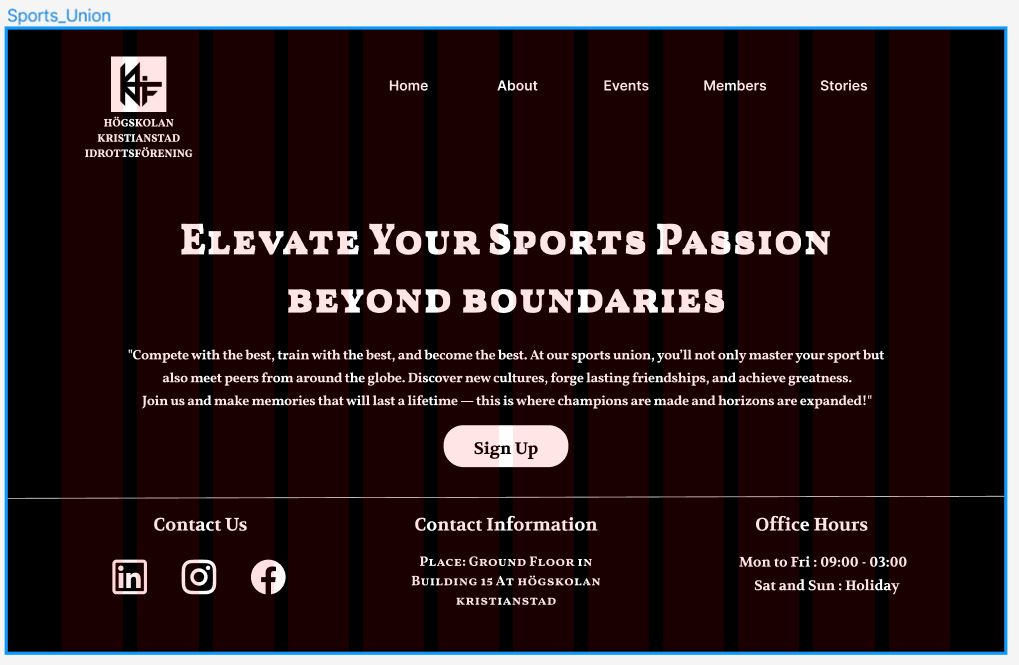 Sports_Union
KRIF
HÖGSKOLAN
KRISTIANSTAD
IDROTTSFÖRENING
Home About Events Members Stories
Elevate Your Sports Passion
beyond boundaries
"Compete with the best, train with the best, and become the best. At our sports union, you'll not only master your sport but
also meet peers from around the globe. Discover new cultures, forge lasting friendships, and achieve greatness.
Join us and make memories that will last a lifetime — this is where champions are made and horizons are expanded!"
Sign Up
Contact Us
in
Contact Information
Place: Ground Floor in
Building 15 At högskolan
kristianstad
Office Hours
Mon to Fri : 09:00 - 03:00
Sat and Sun : Holiday